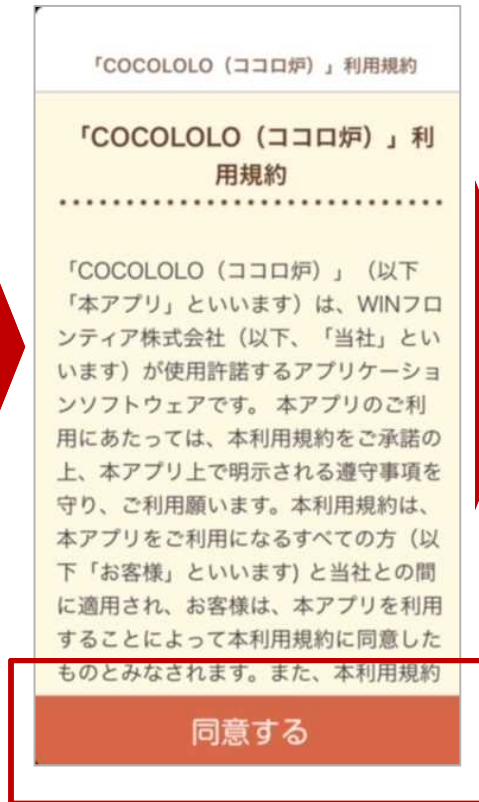 「COCOLOLO（ココロ炉）」利用規約
「COCOLOLO（ココロ炉）」利
用規約
「COCOLOLO（ココロ炉）」（以下
「本アプリ」といいます）は、WINフロ
ンティア株式会社（以下、「当社」とい
います）が使用許諾するアプリケーショ
ンソフトウェアです。 本アプリのご利
用にあたっては、本利用規約をご承諾の
上、本アプリ上で明示される遵守事項を
守り、ご利用願います。本利用規約は、
本アプリをご利用になるすべての方（以
下「お客様」といいます) と当社との間
に適用され、お客様は、本アプリを利用
することによって本利用規約に同意した
ものとみなされます。また、本利用規約
同意する